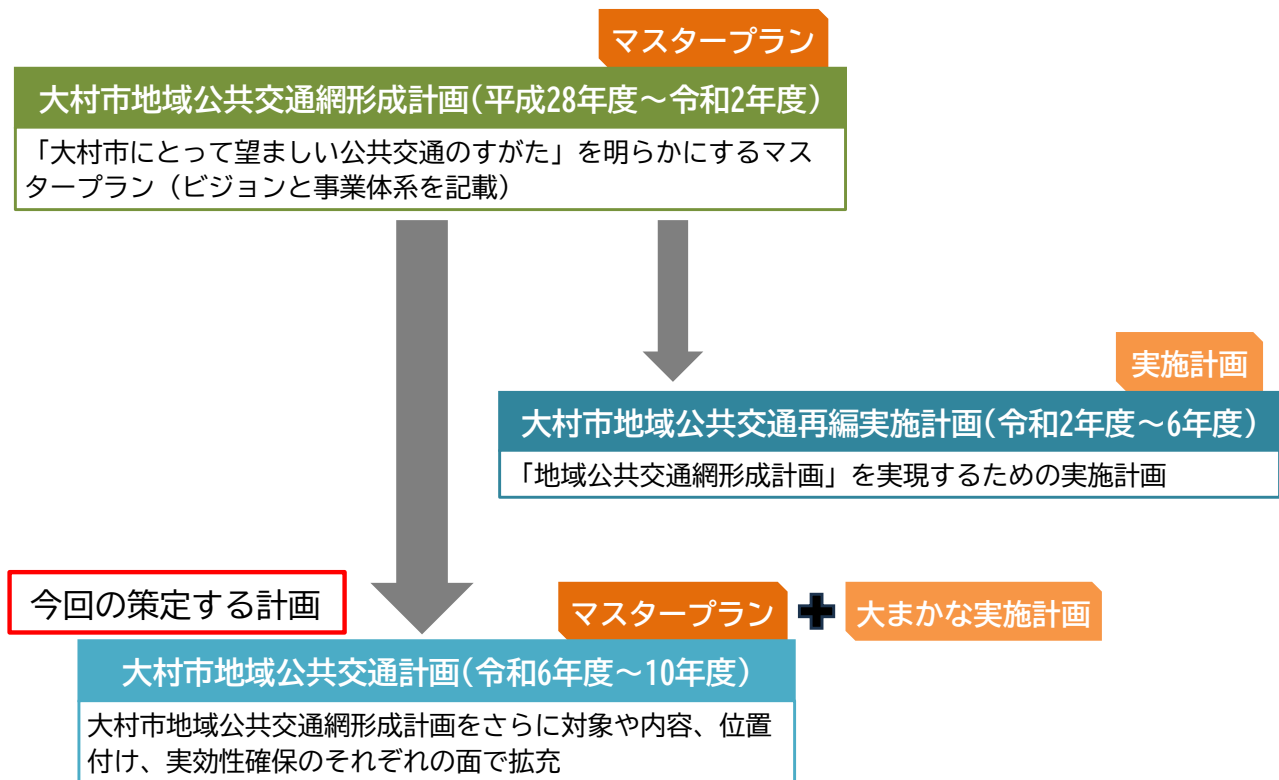 マスタープラン
大村市地域公共交通網形成計画(平成28年度～令和2年度)
「大村市にとって望ましい公共交通のすがた」を明らかにするマス
タープラン（ビジョンと事業体系を記載）
実施計画
大村市地域公共交通再編実施計画(令和2年度～6年度)
「地域公共交通網形成計画」を実現するための実施計画
今回の策定する計画
マスタープラン
大まかな実施計画
大村市地域公共交通計画(令和6年度～10年度)
大村市地域公共交通網形成計画をさらに対象や内容、位置
付け、実効性確保のそれぞれの面で拡充